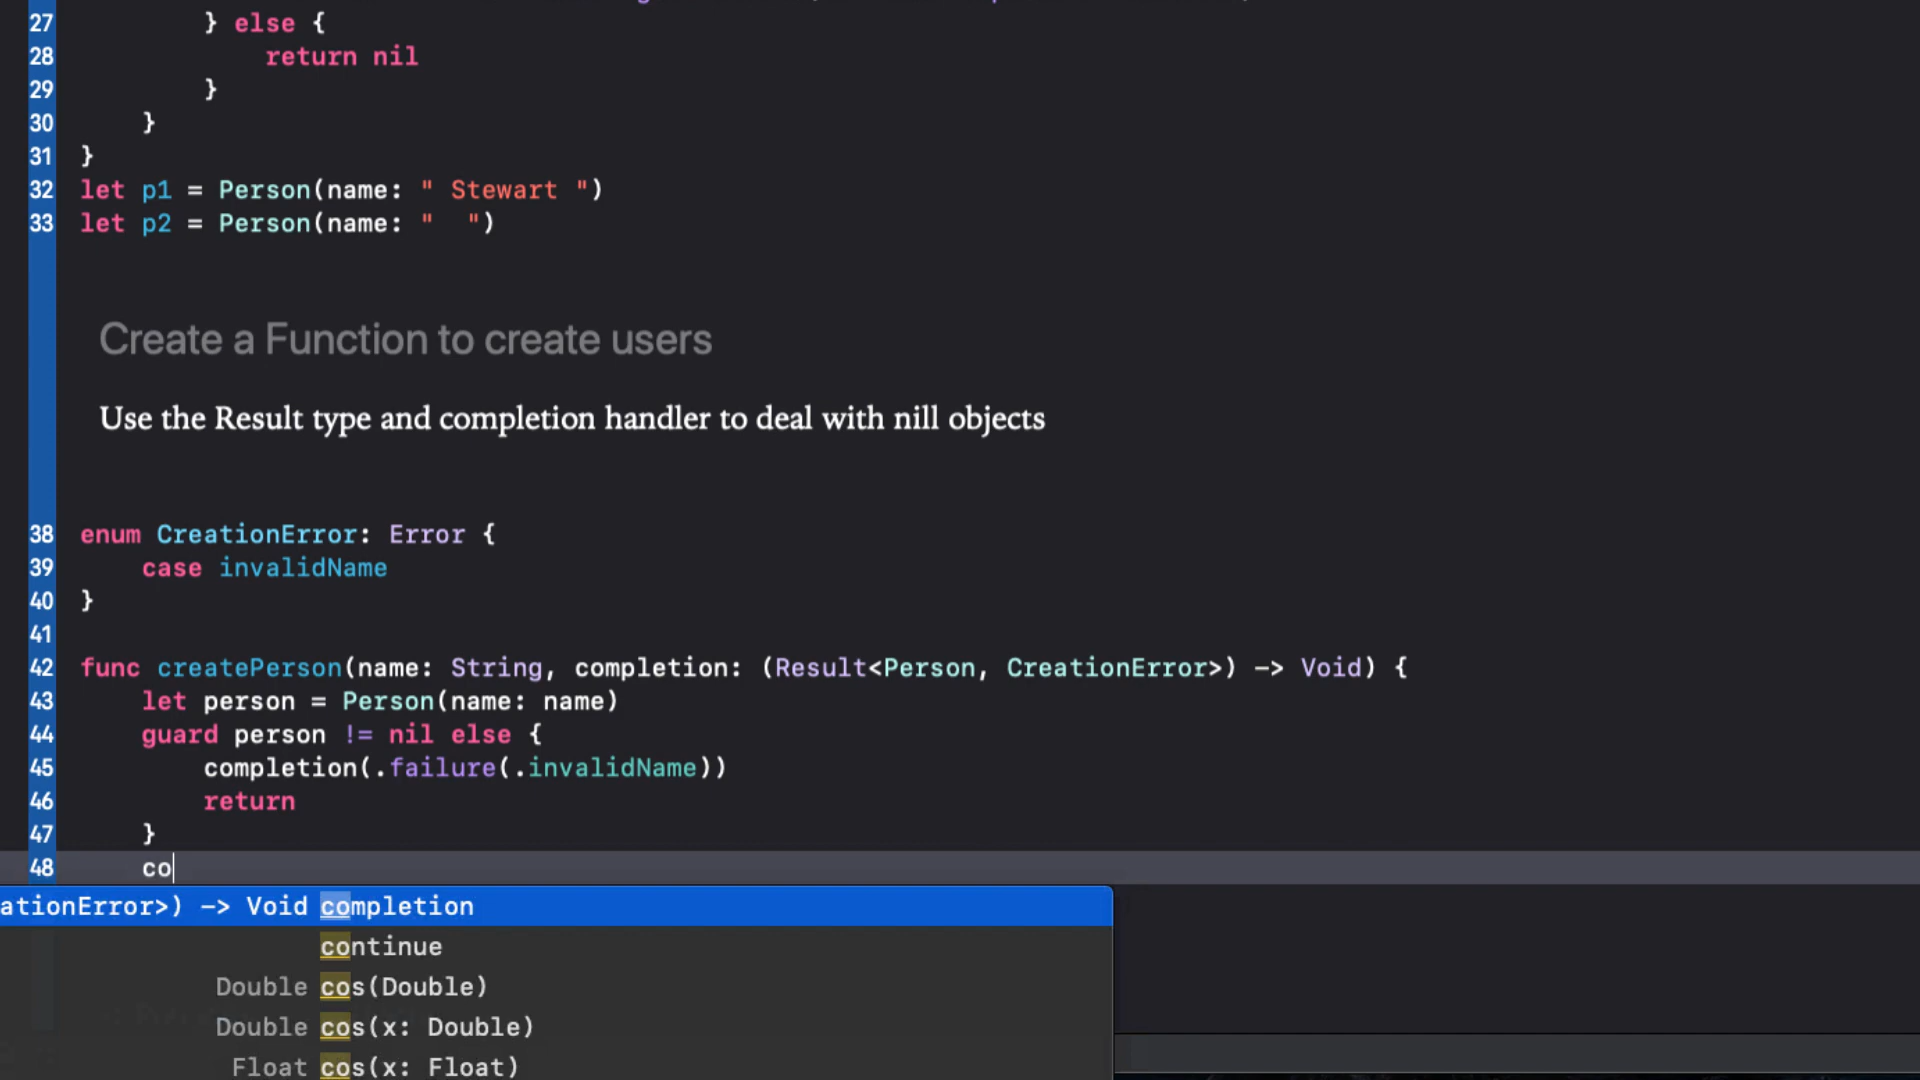 27 } else {
28 return nil
29 }
30 }
31 }
32 let p1 = Person(name: " Stewart ")
33 let p2 = Person(name: "  ")
Create a Function to create users
Use the Result type and completion handler to deal with nill objects
38 enum CreationError: Error {
39 case invalidName
40 }
41
42 func createPerson(name: String, completion: (Result<Person, CreationError>) -> Void) {
43 let person = Person(name: name)
44 guard person != nil else {
45 completion(.failure(.invalidName))
46 return
47 }
48 co
ationError>) -> Void completion
continue
Double cos(Double)
Double cos(x: Double)
Float cos(x: Float)